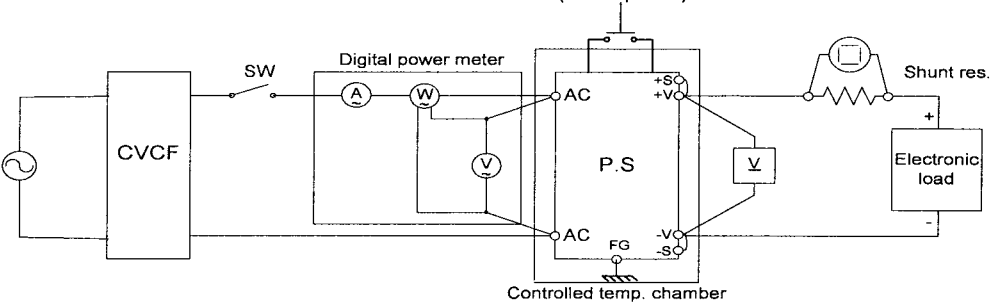 SW
Digital power meter
A
W
V
CVCF
AC
AC
P.S
+S
+V
-V
-S
FG
V
Shunt res.
+
Electronic
load
-
Controlled temp. chamber